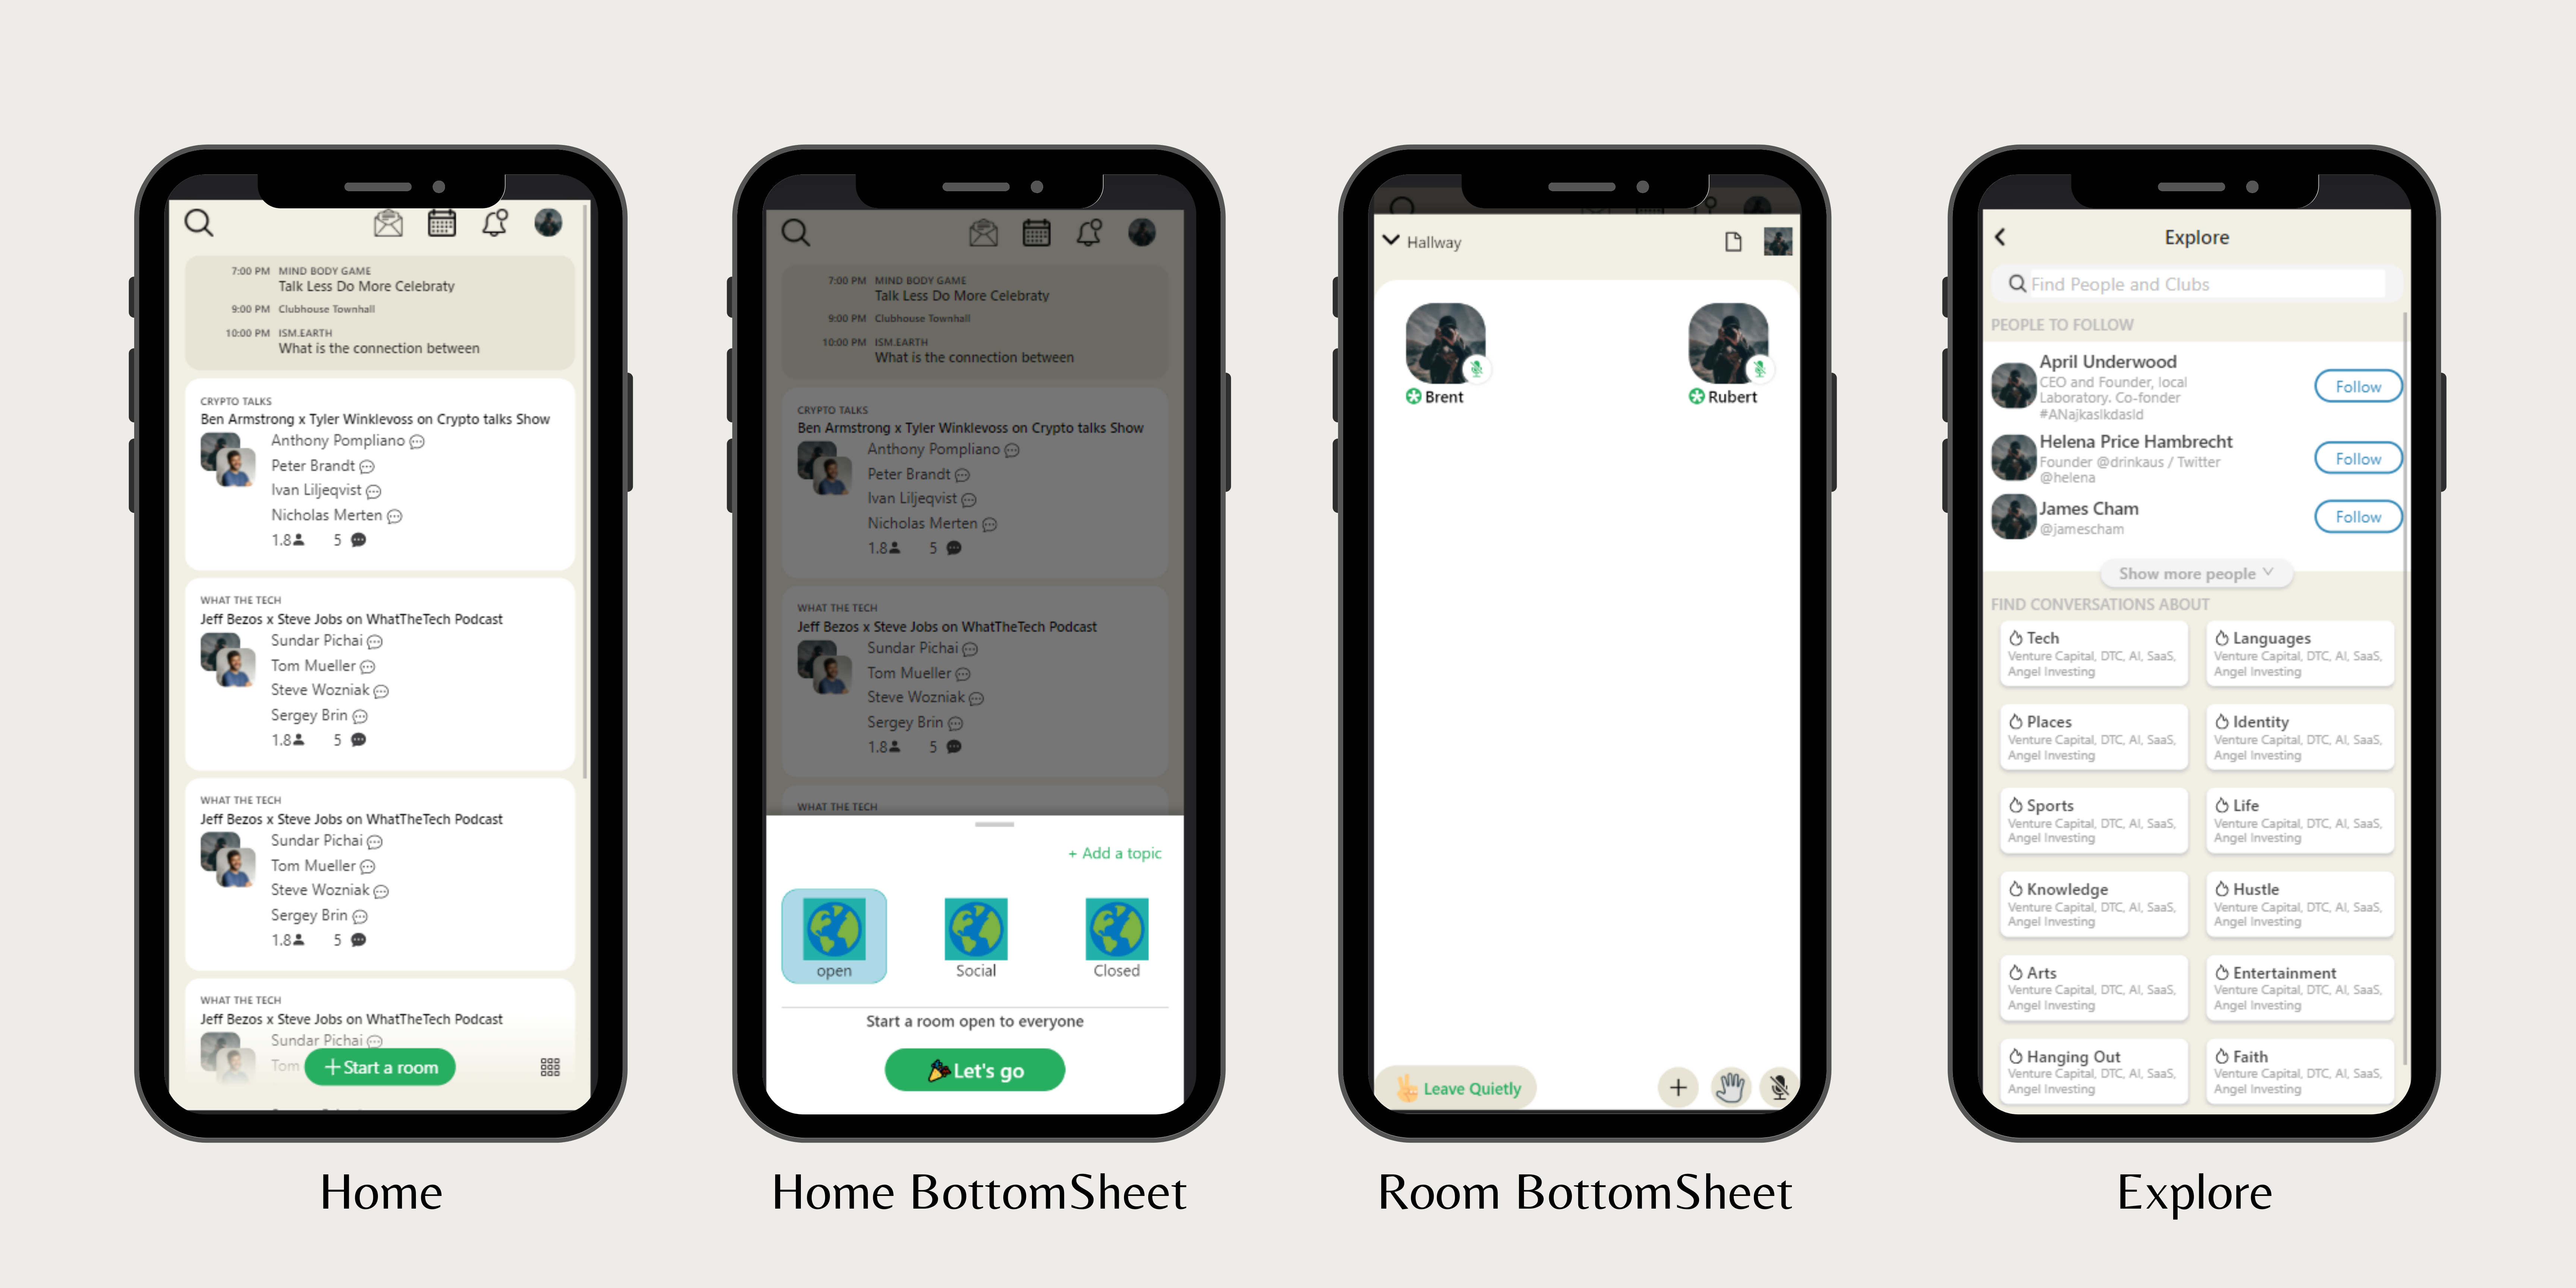 7:00 PM MIND BODY GAME
Talk Less Do More Celebraty
9:00 PM Clubhouse Townhall
10:00 PM ISM.EARTH
What is the connection between
CRYPTO TALKS
Ben Armstrong x Tyler Winklevoss on Crypto talks Show
Anthony Pompliano
Peter Brandt
Ivan Liljeqvist
Nicholas Merten
1.8 5
WHAT THE TECH
Jeff Bezos x Steve Jobs on WhatTheTech Podcast
Sundar Pichai
Tom Mueller
Steve Wozniak
Sergey Brin
1.8 5
WHAT THE TECH
Jeff Bezos x Steve Jobs on WhatTheTech Podcast
Sundar Pichai
Tom Mueller
Steve Wozniak
Sergey Brin
1.8 5
WHAT THE TECH
Jeff Bezos x Steve Jobs on WhatTheTech Podcast
Sundar Pichai
Tom
+Start a room
Home
7:00 PM MIND BODY GAME
Talk Less Do More Celebraty
9:00 PM Clubhouse Townhall
10:00 PM ISM.EARTH
What is the connection between
CRYPTO TALKS
Ben Armstrong x Tyler Winklevoss on Crypto talks Show
Anthony Pompliano
Peter Brandt
Ivan Liljeqvist
Nicholas Merten
1.8 5
WHAT THE TECH
Jeff Bezos x Steve Jobs on WhatTheTech Podcast
Sundar Pichai
Tom Mueller
Steve Wozniak
Sergey Brin
1.8 5
WHAT THE TECH
+ Add a topic
open Social Closed
Start a room open to everyone
Let's go
Home BottomSheet
Hallway
Brent Rubert
Leave Quietly
Room BottomSheet
Explore
Find People and Clubs
PEOPLE TO FOLLOW
April Underwood
CEO and Founder, local
Laboratory. Co-fonder
#ANajkaslkdasld
Follow
Helena Price Hambrecht
Founder @drinkaus / Twitter
@helena
Follow
James Cham
@jamescham
Follow
Show more people
FIND CONVERSATIONS ABOUT
Tech
Venture Capital, DTC, AI, SaaS,
Angel Investing
Languages
Venture Capital, DTC, AI, SaaS,
Angel Investing
Places
Venture Capital, DTC, AI, SaaS,
Angel Investing
Identity
Venture Capital, DTC, AI, SaaS,
Angel Investing
Sports
Venture Capital, DTC, AI, SaaS,
Angel Investing
Life
Venture Capital, DTC, AI, SaaS,
Angel Investing
Knowledge
Venture Capital, DTC, AI, SaaS,
Angel Investing
Hustle
Venture Capital, DTC, AI, SaaS,
Angel Investing
Arts
Venture Capital, DTC, AI, SaaS,
Angel Investing
Entertainment
Venture Capital, DTC, AI, SaaS,
Angel Investing
Hanging Out
Venture Capital, DTC, AI, SaaS,
Angel Investing
Faith
Venture Capital, DTC, AI, SaaS,
Angel Investing
Explore